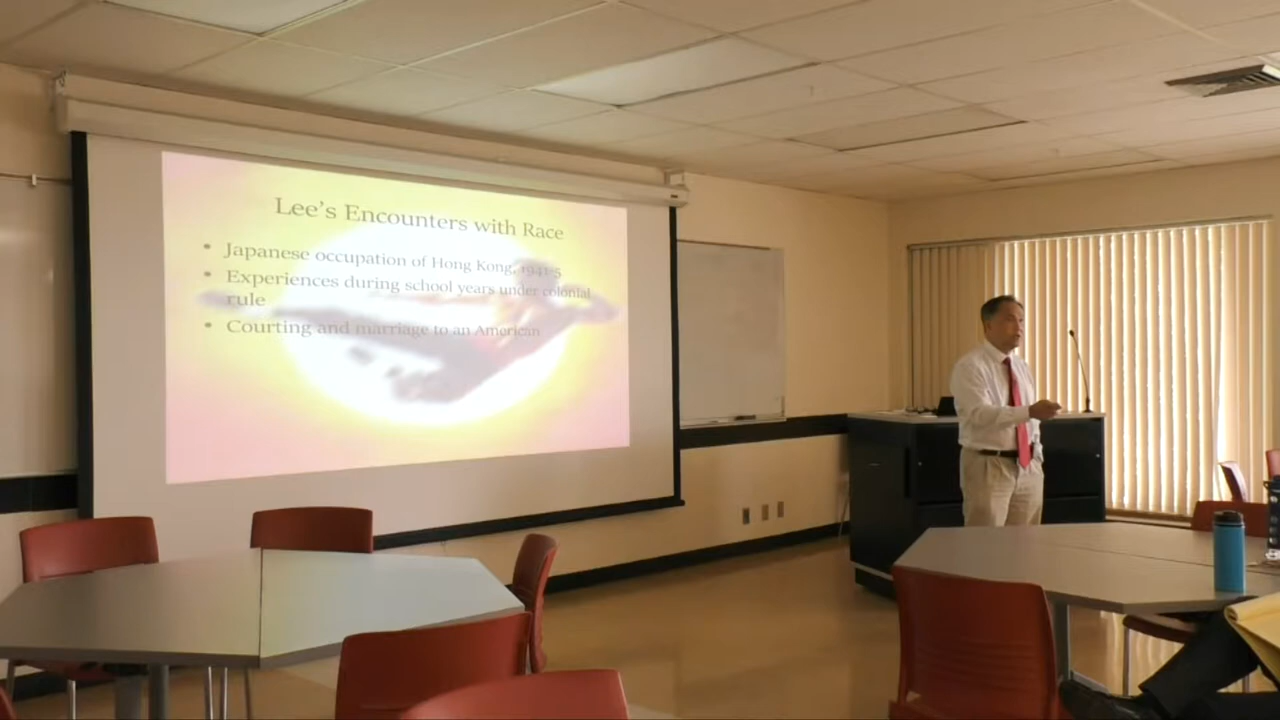 Lee's Encounters with Race
• Japanese occupation of Hong Kong, 1941-5
• Experiences during school years under colonial
rule
• Courting and marriage to an American